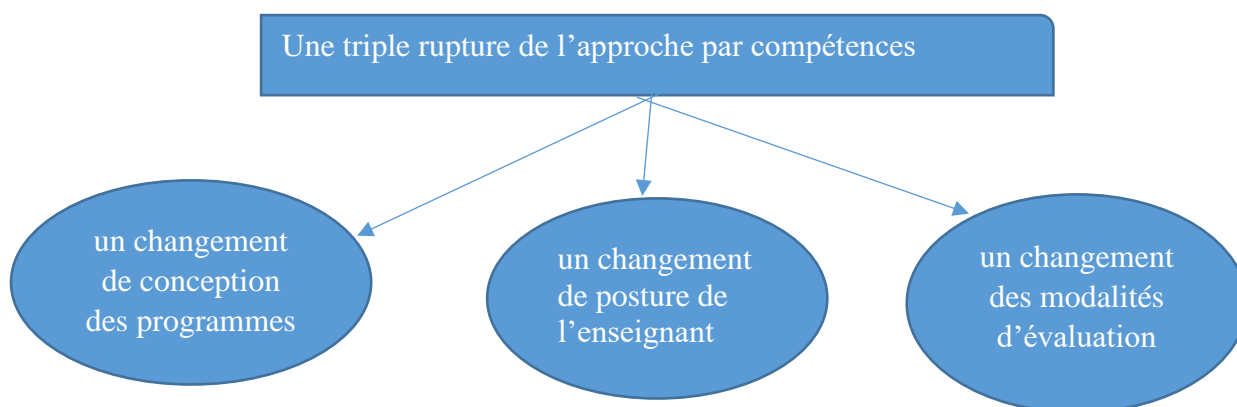 Une triple rupture de l’approche par compétences
un changement
de conception
des programmes
un changement
de posture de
l’enseignant
un changement
des modalités
d’évaluation